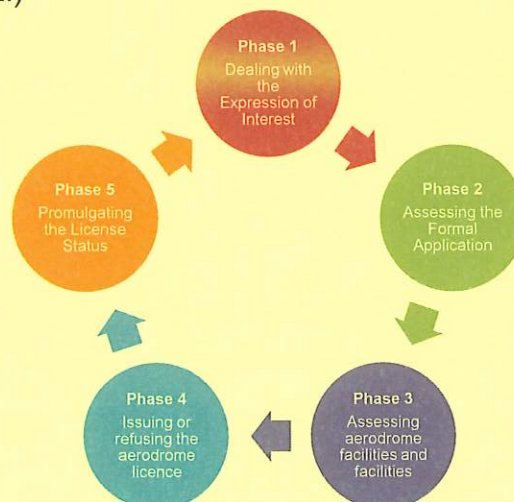 Phase 1
Dealing with
the
Expression of
Interest
Phase 2
Assessing the
Formal
Application
Phase 3
Assessing
aerodrome
facilities and
facilities
Phase 4
Issuing or
refusing the
aerodrome
licence
Phase 5
Promulgating
the License
Status